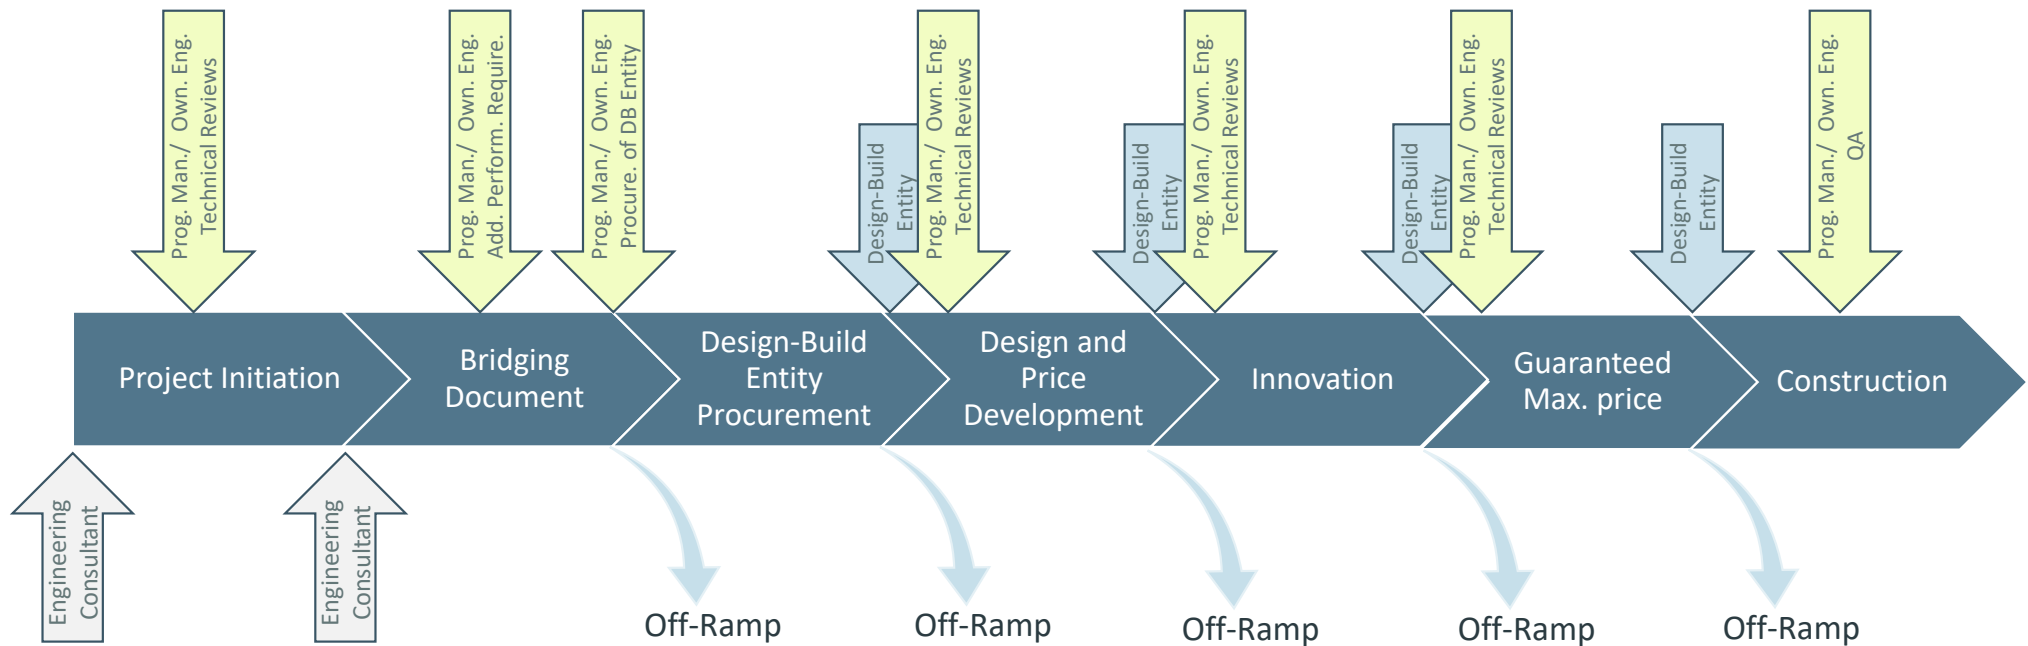 Prog. Man./ Own. Eng.
Technical Reviews
Prog. Man./ Own. Eng.
Add. Perform. Require.
Prog. Man./ Own. Eng.
Procure. of DB Entity
Design-Build
Entity
Prog. Man./ Own. Eng.
Technical Reviews
Design-Build
Entity
Prog. Man./ Own. Eng.
Technical Reviews
Design-Build
Entity
Prog. Man./ Own. Eng.
Technical Reviews
Design-Build
Entity
Prog. Man./ Own. Eng.
QA
Project Initiation
Bridging
Document
Design-Build
Entity
Procurement
Design and
Price
Development
Innovation
Guaranteed
Max. price
Construction
Engineering
Consultant
Engineering
Consultant
Off-Ramp
Off-Ramp
Off-Ramp
Off-Ramp
Off-Ramp